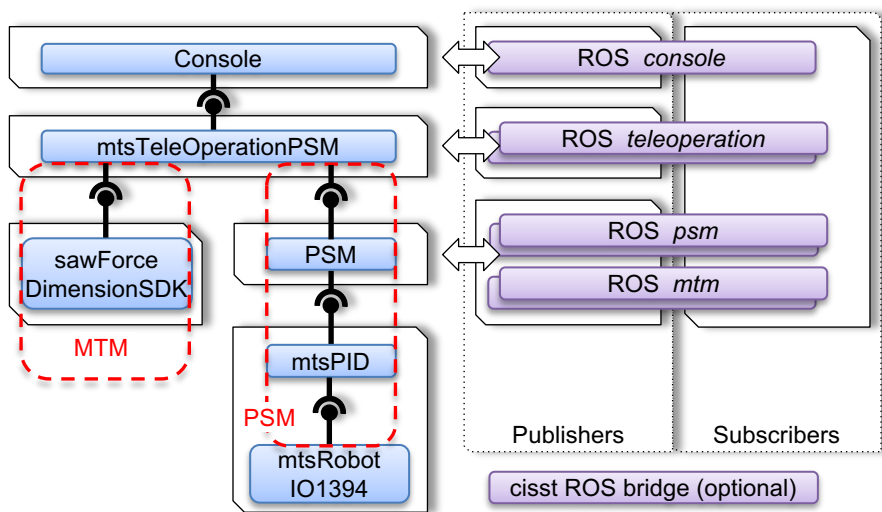 Console
ROS console
mtsTeleOperationPSM
ROS teleoperation
sawForce
DimensionSDK
PSM
ROS psm
ROS mtm
MTM
mtsPID
PSM
mtsRobot
IO1394
Publishers
Subscribers
cisst ROS bridge (optional)